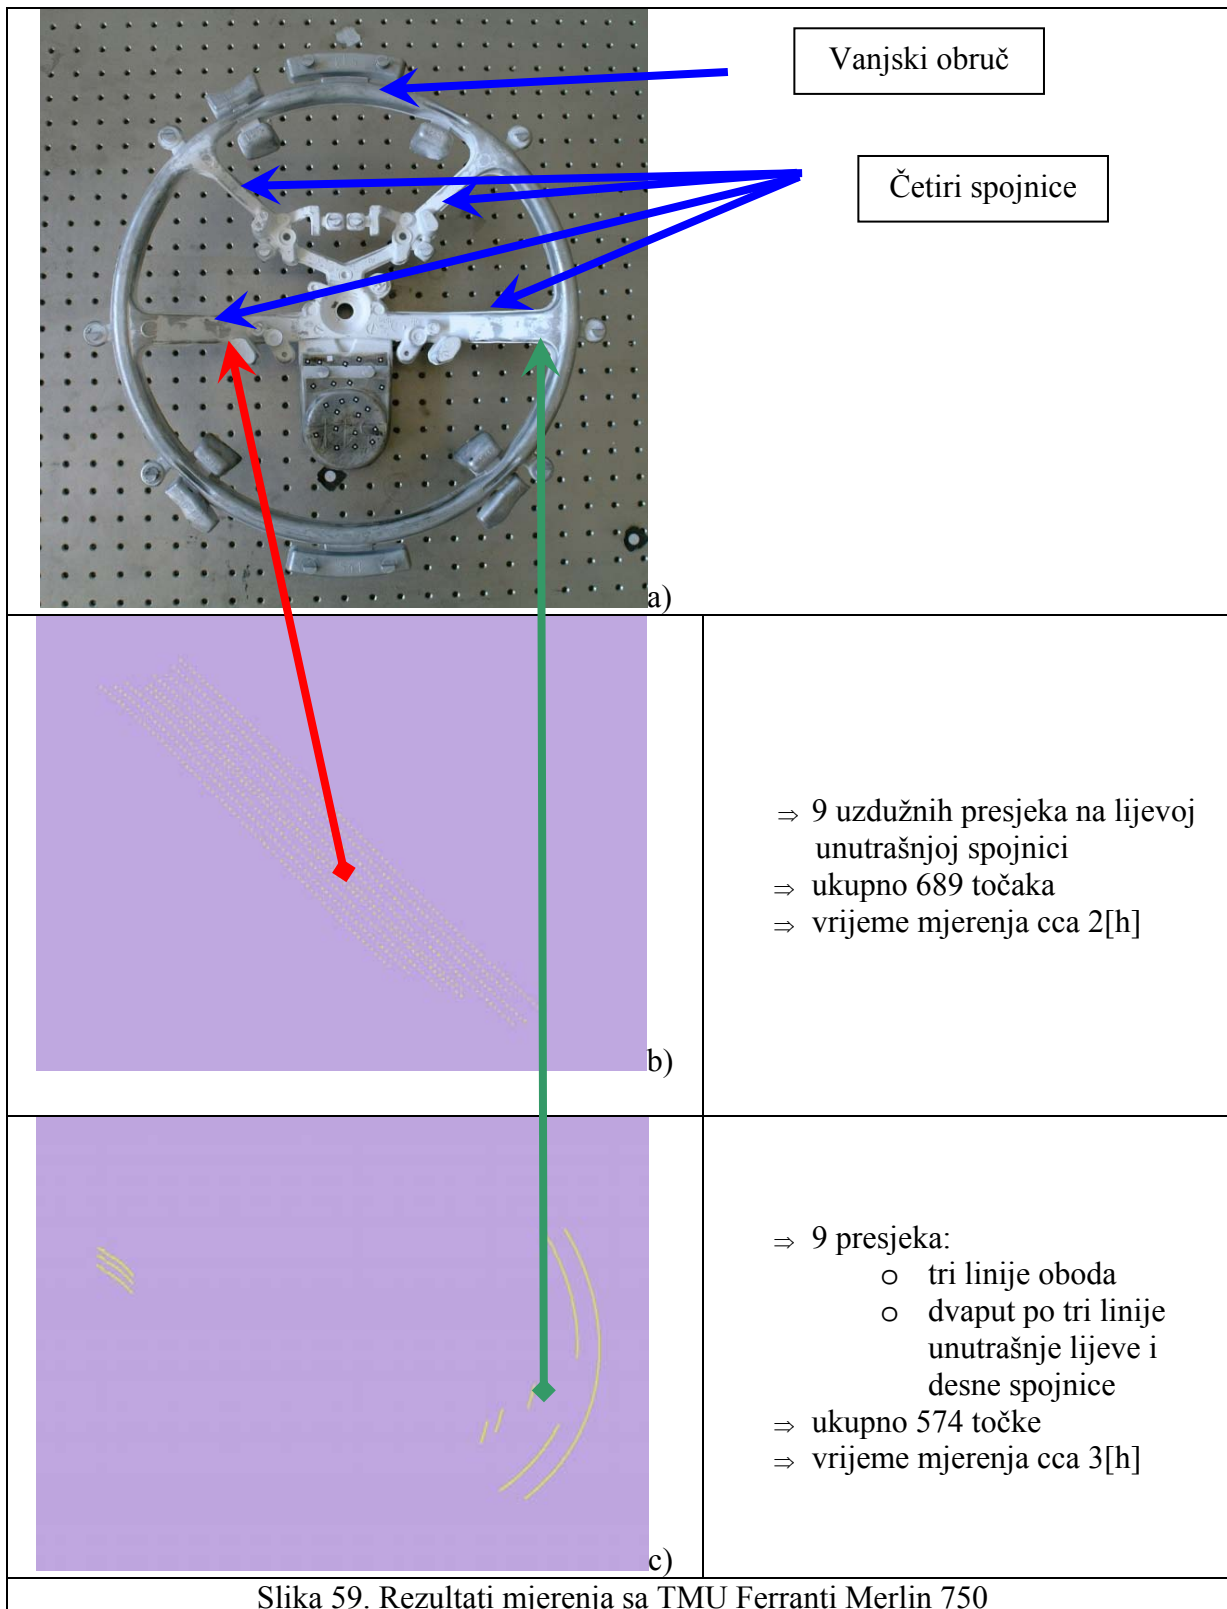 Vanjski obruč
Četiri spojnice
a)
⇒ 9 uzdužnih presjeka na lijevoj
unutrašnjoj spojnici
⇒ ukupno 689 točaka
⇒ vrijeme mjerenja cca 2[h]
b)
⇒ 9 presjeka:
o tri linije oboda
o dvaput po tri linije
unutrašnje lijeve i
desne spojnice
⇒ ukupno 574 točke
⇒ vrijeme mjerenja cca 3[h]
c)
Slika 59. Rezultati mjerenja sa TMU Ferranti Merlin 750